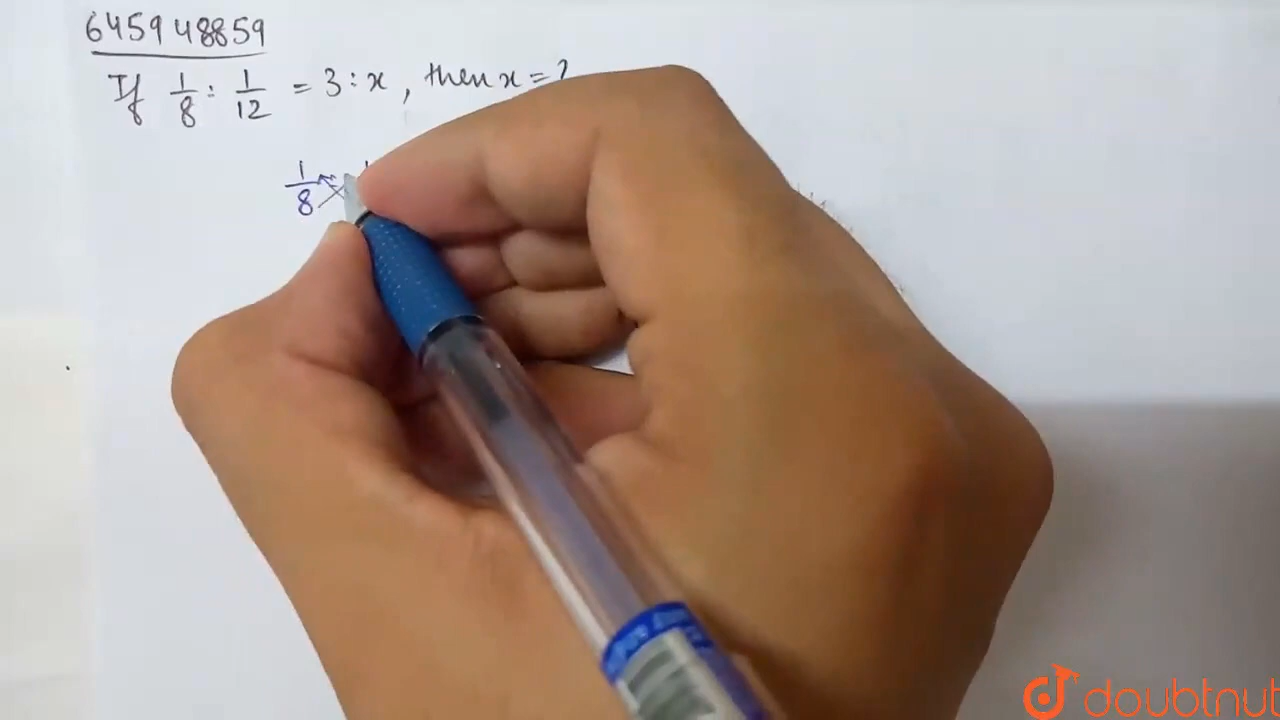 645948859
If 1/8 : 1/12 = 3 : x , then x = ?
1/8
doubtnut